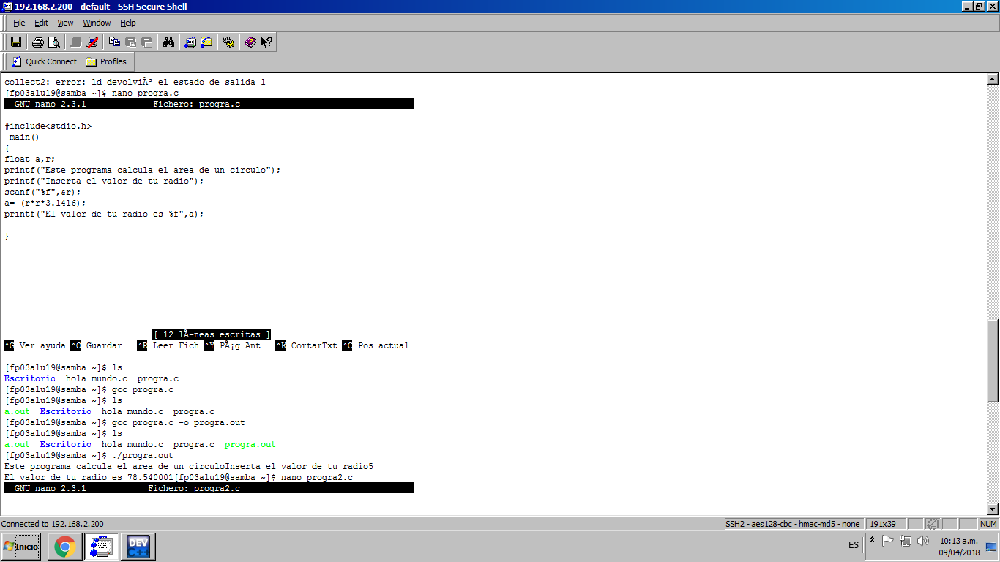 192.168.2.200 - default - SSH Secure Shell
File Edit View Window Help
Quick Connect Profiles
collect2: error: ld devolviÃ³ el estado de salida 1
[fp03alu19@samba ~]$ nano progra.c
GNU nano 2.3.1 Fichero: progra.c
#include<stdio.h>
main()
{
float a,r;
printf("Este programa calcula el area de un circulo");
printf("Inserta el valor de tu radio");
scanf("%f",&r);
a= (r*r*3.1416);
printf("El valor de tu radio es %f",a);
}
[ 12 lÃ-neas escritas ]
^G Ver ayuda ^O Guardar ^R Leer Fich ^Y PÃ¡g Ant ^K CortarTxt ^C Pos actual
[fp03alu19@samba ~]$ ls
Escritorio hola_mundo.c progra.c
[fp03alu19@samba ~]$ gcc progra.c
[fp03alu19@samba ~]$ ls
a.out Escritorio hola_mundo.c progra.c
[fp03alu19@samba ~]$ gcc progra.c -o progra.out
[fp03alu19@samba ~]$ ls
a.out Escritorio hola_mundo.c progra.c progra.out
[fp03alu19@samba ~]$ ./progra.out
Este programa calcula el area de un circuloInserta el valor de tu radio5
El valor de tu radio es 78.540001[fp03alu19@samba ~]$ nano progra2.c
GNU nano 2.3.1 Fichero: progra2.c
Connected to 192.168.2.200 SSH2 - aes128-cbc - hmac-md5 - none 191x39 NUM
Inicio DEV C++ ES 10:13 a.m.
09/04/2018